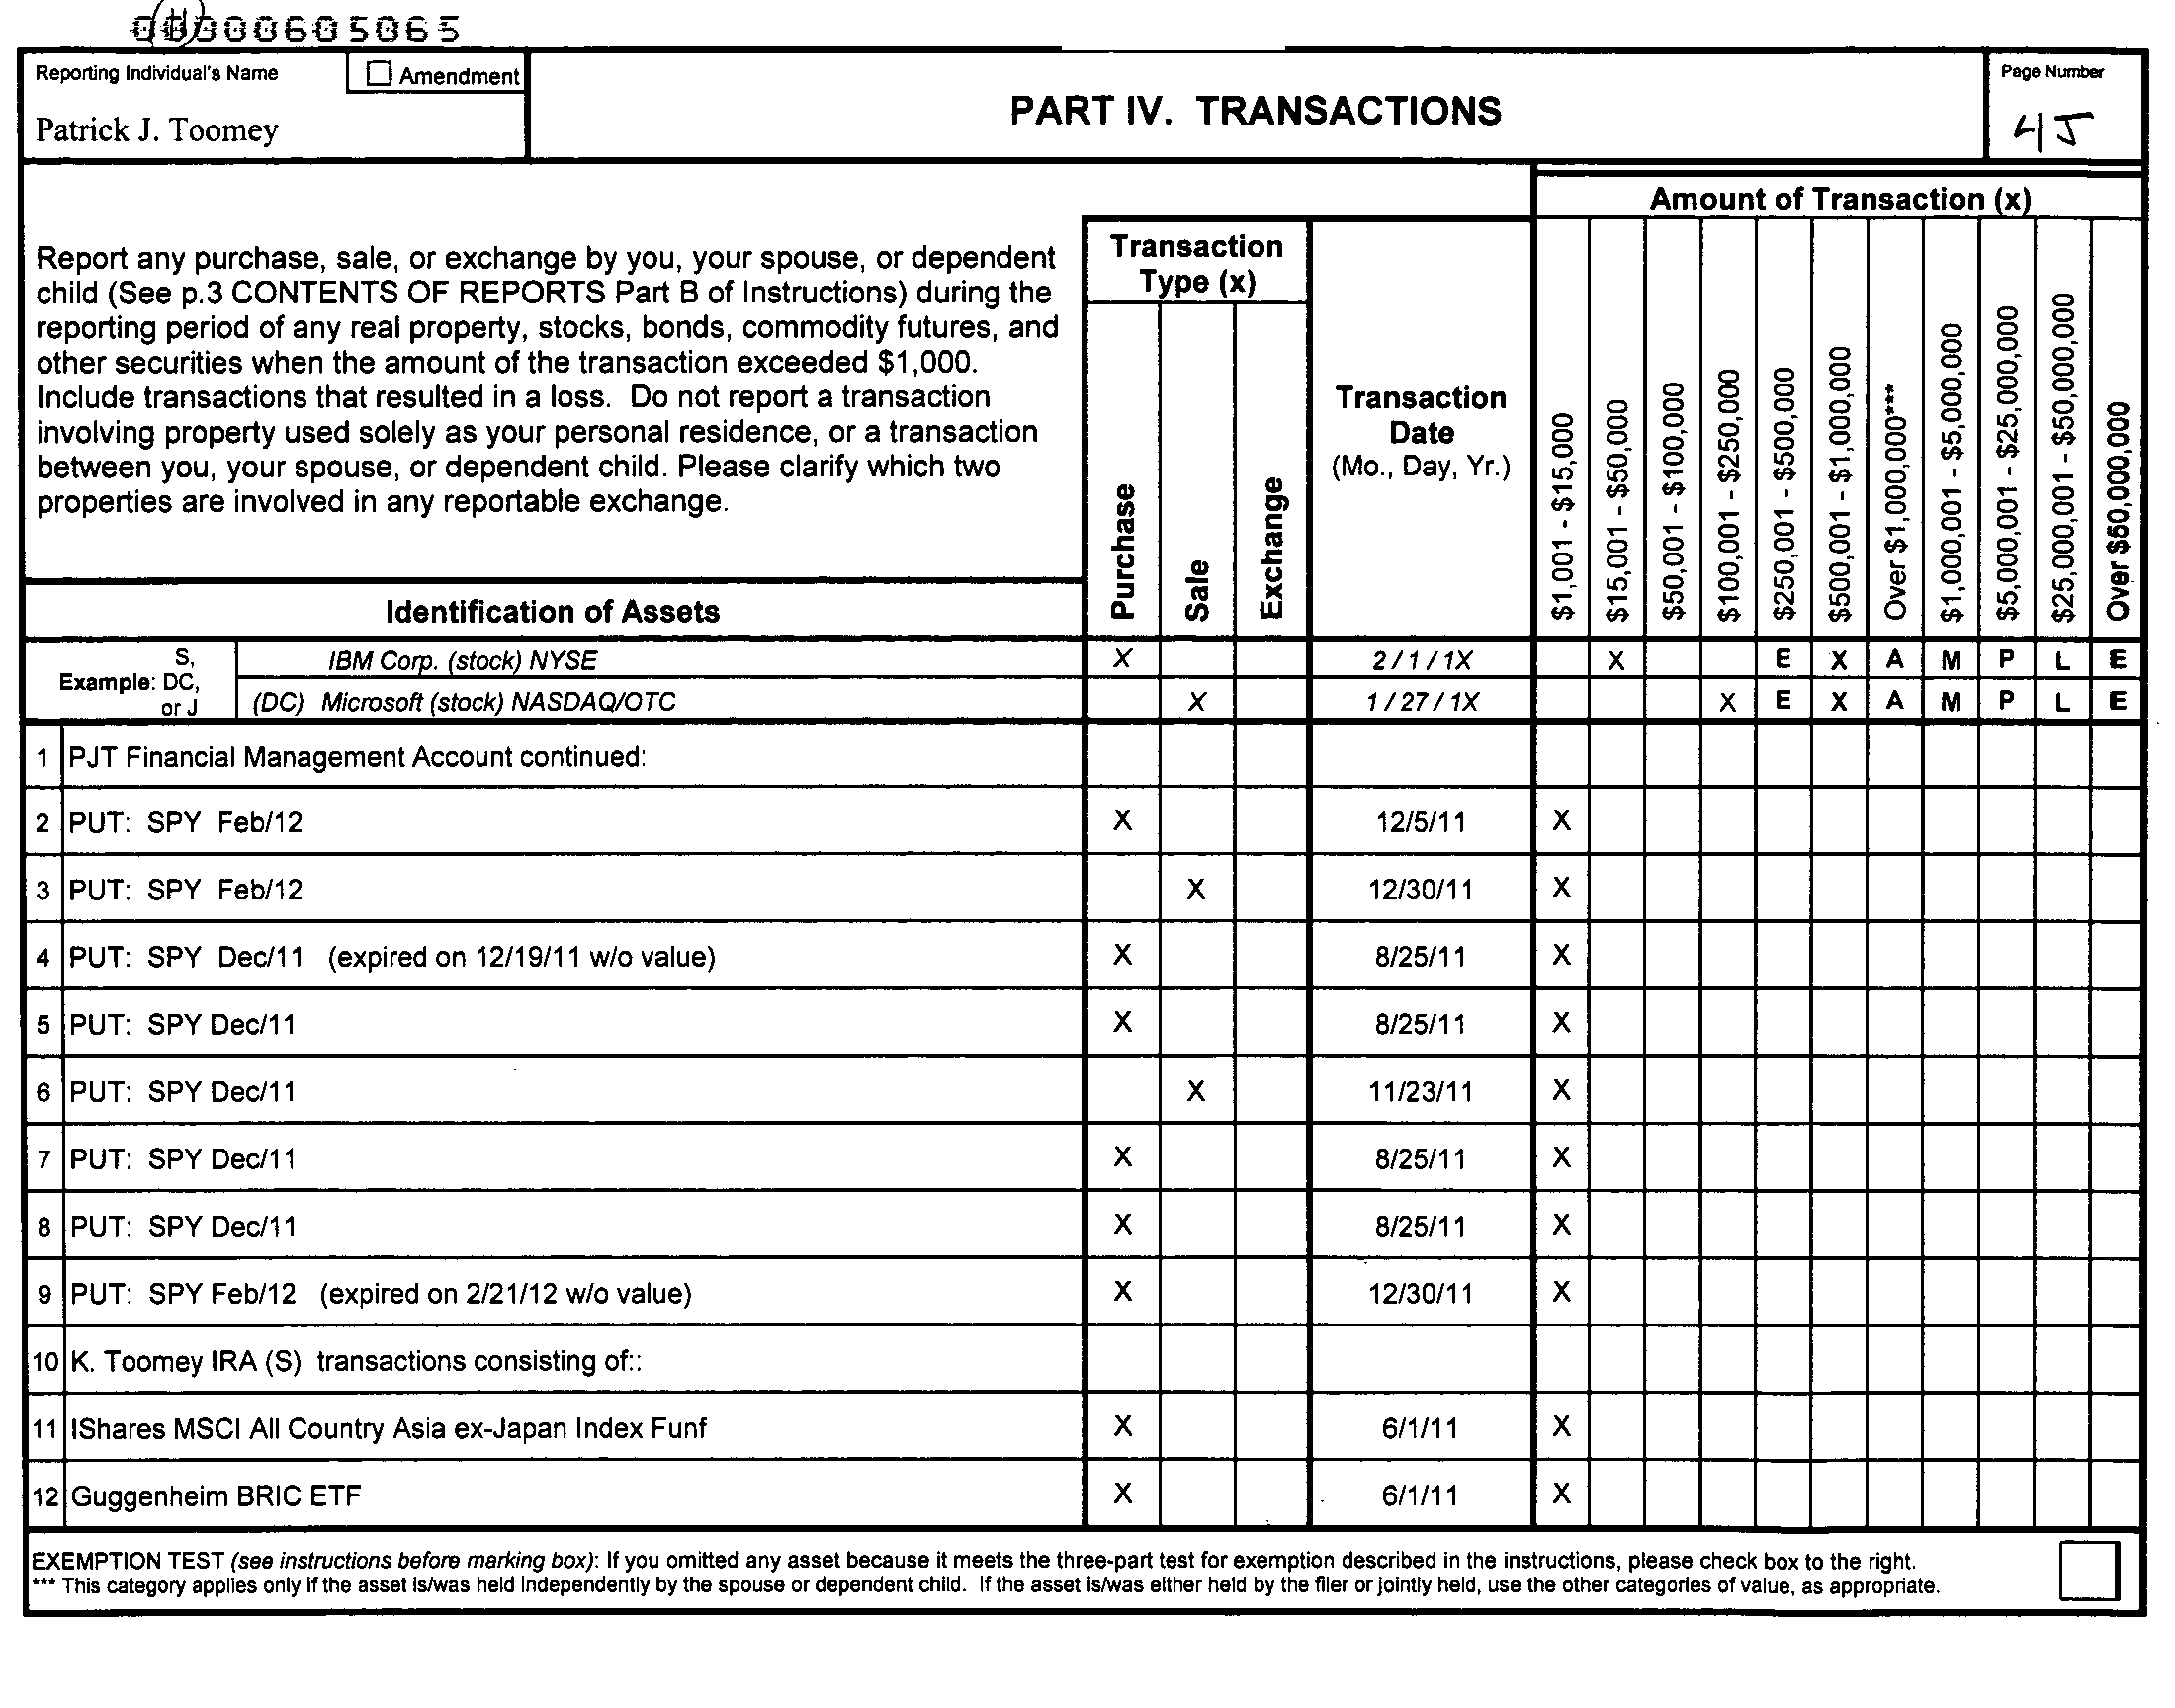 000000605065
Reporting Individual's Name
Amendment
Patrick J. Toomey
PART IV. TRANSACTIONS
Page Number
45
Report any purchase, sale, or exchange by you, your spouse, or dependent
child (See p.3 CONTENTS OF REPORTS Part B of Instructions) during the
reporting period of any real property, stocks, bonds, commodity futures, and
other securities when the amount of the transaction exceeded $1,000.
Include transactions that resulted in a loss. Do not report a transaction
involving property used solely as your personal residence, or a transaction
between you, your spouse, or dependent child. Please clarify which two
properties are involved in any reportable exchange.
Identification of Assets
Transaction
Type (x)
Purchase
Sale
Exchange
Transaction
Date
(Mo., Day, Yr.)
Amount of Transaction (x)
$1,001 - $15,000
$15,001 - $50,000
$50,001 - $100,000
$100,001 - $250,000
$250,001 - $500,000
$500,001 - $1,000,000
Over $1,000,000***
$1,000,001 - $5,000,000
$5,000,001 - $25,000,000
$25,000,001 - $50,000,000
Over $50,000,000
Example: S,
DC,
or J
IBM Corp. (stock) NYSE X 2 / 1 / 1X X E X A M P L E
(DC) Microsoft (stock) NASDAQ/OTC X 1 / 27 / 1X X E X A M P L E
1 PJT Financial Management Account continued:
2 PUT: SPY Feb/12 X 12/5/11 X
3 PUT: SPY Feb/12 X 12/30/11 X
4 PUT: SPY Dec/11 (expired on 12/19/11 w/o value) X 8/25/11 X
5 PUT: SPY Dec/11 X 8/25/11 X
6 PUT: SPY Dec/11 X 11/23/11 X
7 PUT: SPY Dec/11 X 8/25/11 X
8 PUT: SPY Dec/11 X 8/25/11 X
9 PUT: SPY Feb/12 (expired on 2/21/12 w/o value) X 12/30/11 X
10 K. Toomey IRA (S) transactions consisting of::
11 IShares MSCI All Country Asia ex-Japan Index Funf X 6/1/11 X
12 Guggenheim BRIC ETF X 6/1/11 X
EXEMPTION TEST (see instructions before marking box): If you omitted any asset because it meets the three-part test for exemption described in the instructions, please check box to the right.
*** This category applies only if the asset is/was held independently by the spouse or dependent child. If the asset is/was either held by the filer or jointly held, use the other categories of value, as appropriate.